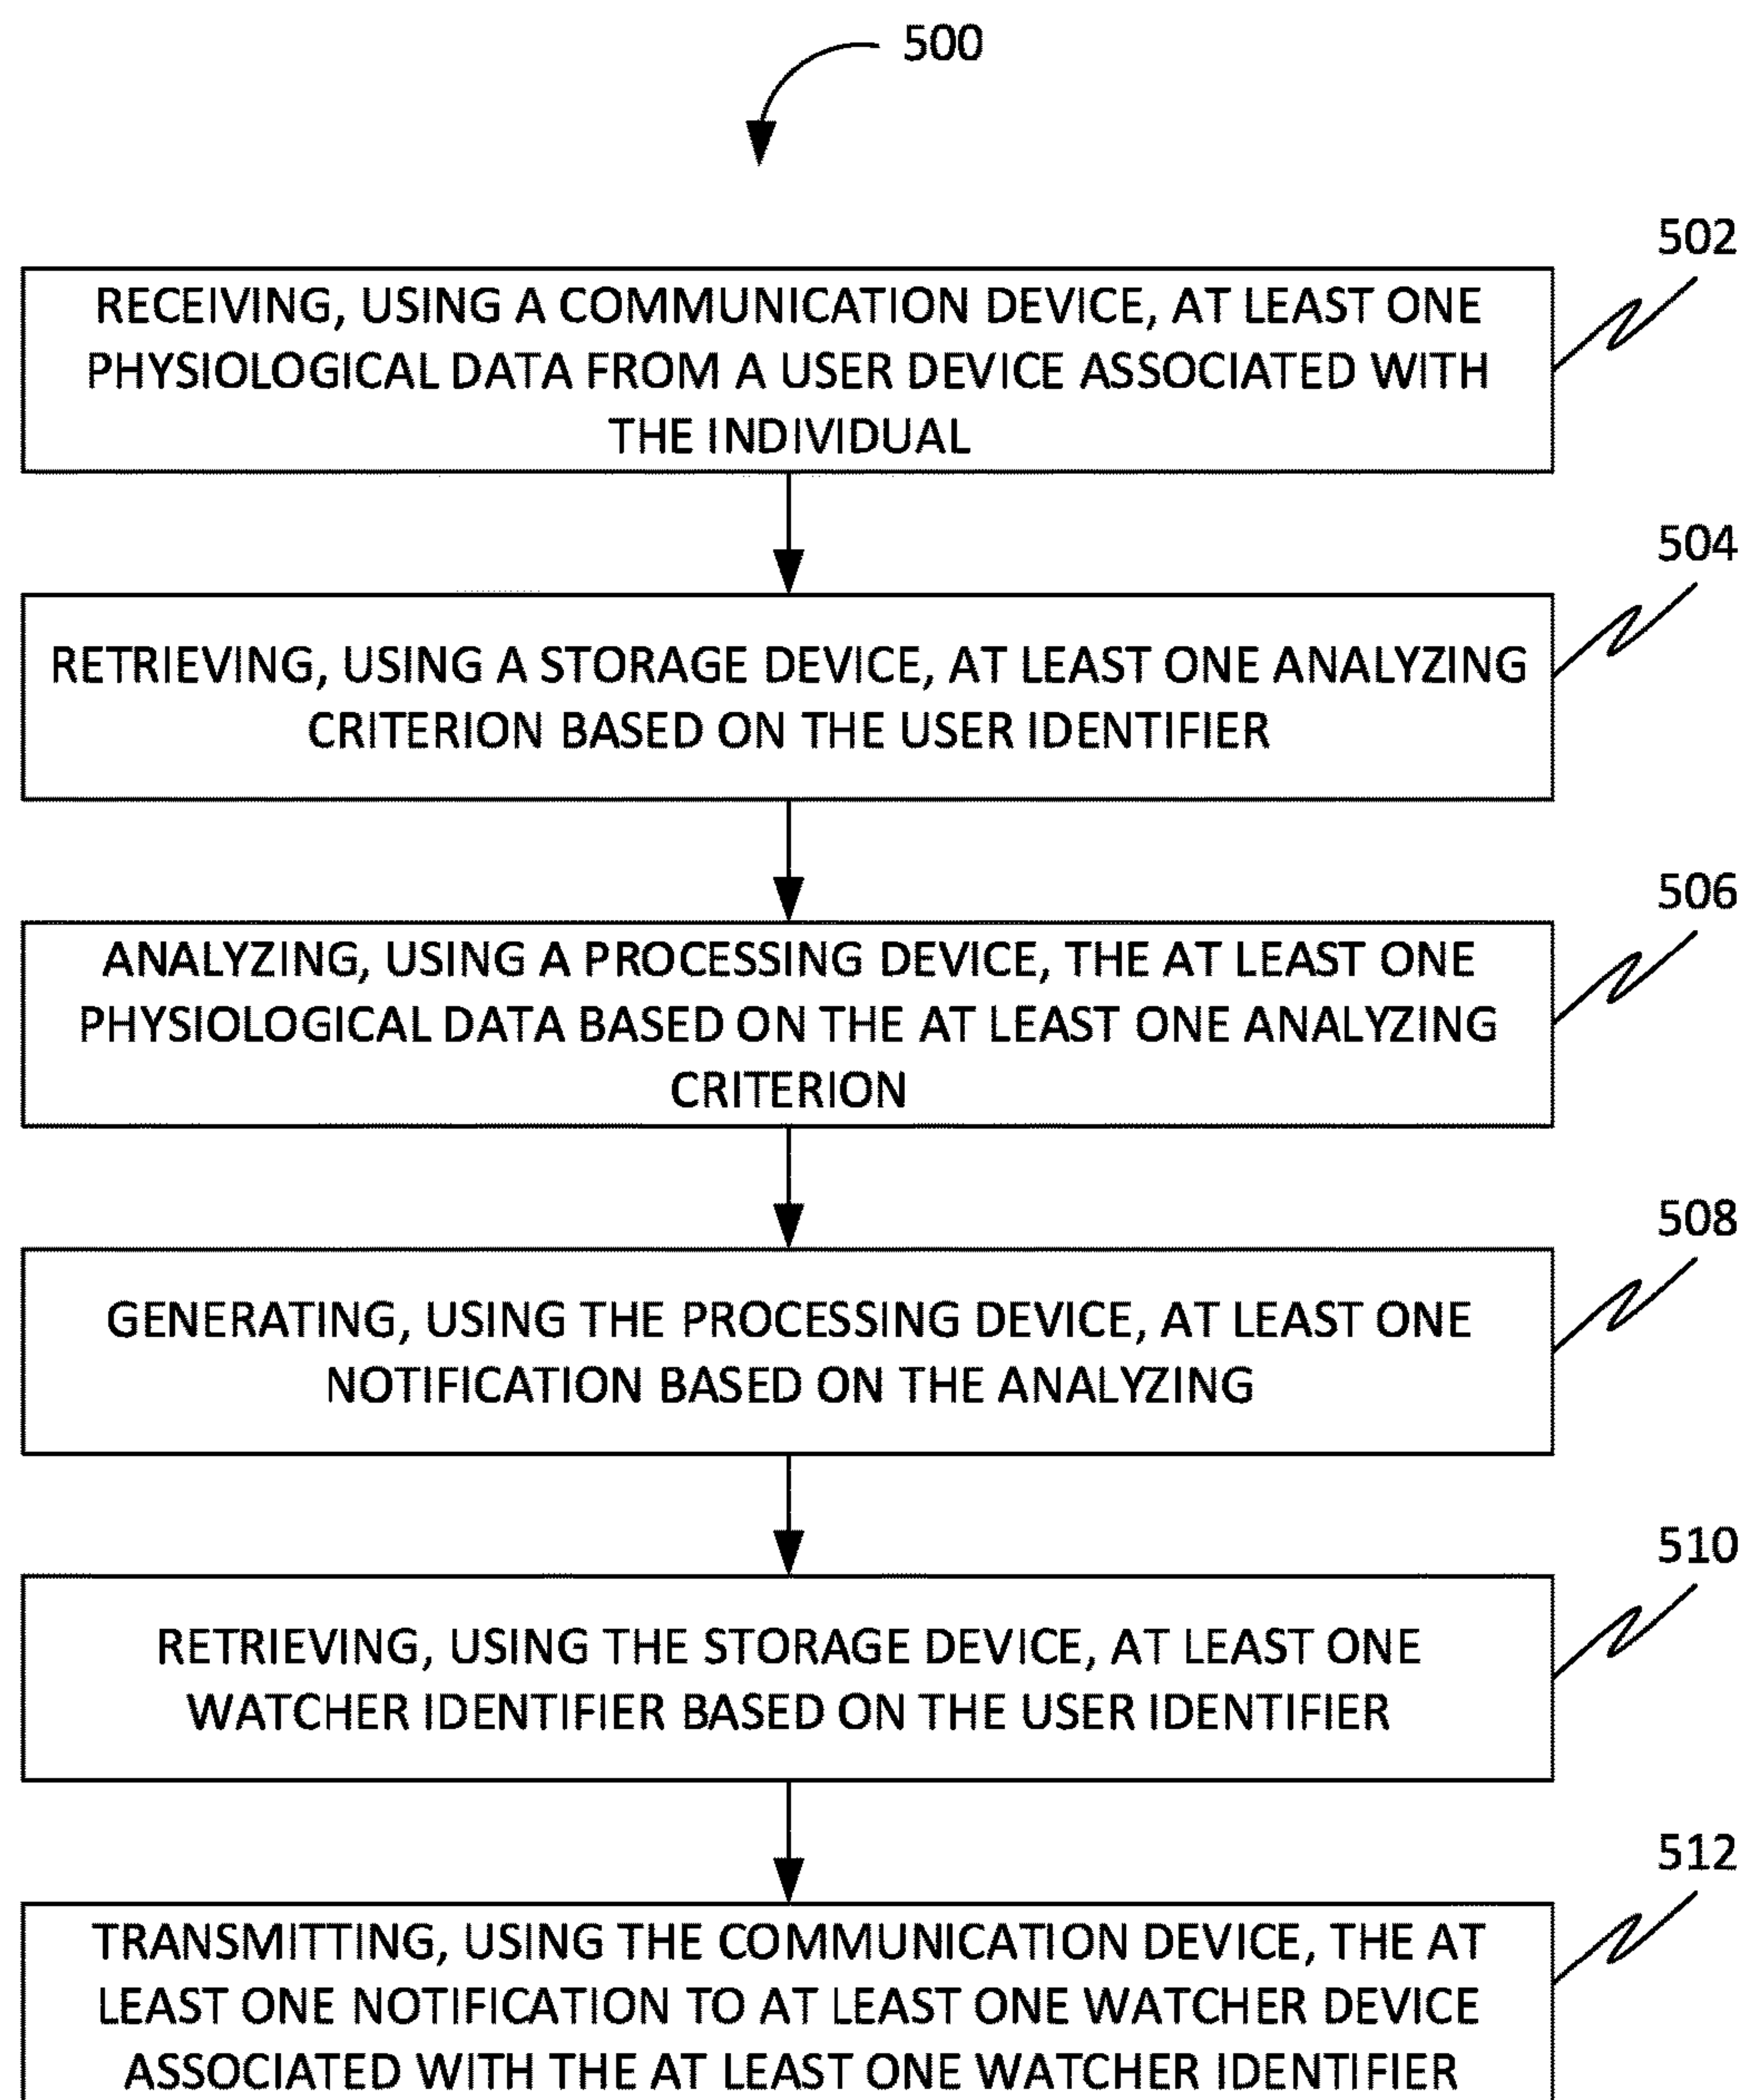 500
502
RECEIVING, USING A COMMUNICATION DEVICE, AT LEAST ONE
PHYSIOLOGICAL DATA FROM A USER DEVICE ASSOCIATED WITH
THE INDIVIDUAL
504
RETRIEVING, USING A STORAGE DEVICE, AT LEAST ONE ANALYZING
CRITERION BASED ON THE USER IDENTIFIER
506
ANALYZING, USING A PROCESSING DEVICE, THE AT LEAST ONE
PHYSIOLOGICAL DATA BASED ON THE AT LEAST ONE ANALYZING
CRITERION
508
GENERATING, USING THE PROCESSING DEVICE, AT LEAST ONE
NOTIFICATION BASED ON THE ANALYZING
510
RETRIEVING, USING THE STORAGE DEVICE, AT LEAST ONE
WATCHER IDENTIFIER BASED ON THE USER IDENTIFIER
512
TRANSMITTING, USING THE COMMUNICATION DEVICE, THE AT
LEAST ONE NOTIFICATION TO AT LEAST ONE WATCHER DEVICE
ASSOCIATED WITH THE AT LEAST ONE WATCHER IDENTIFIER